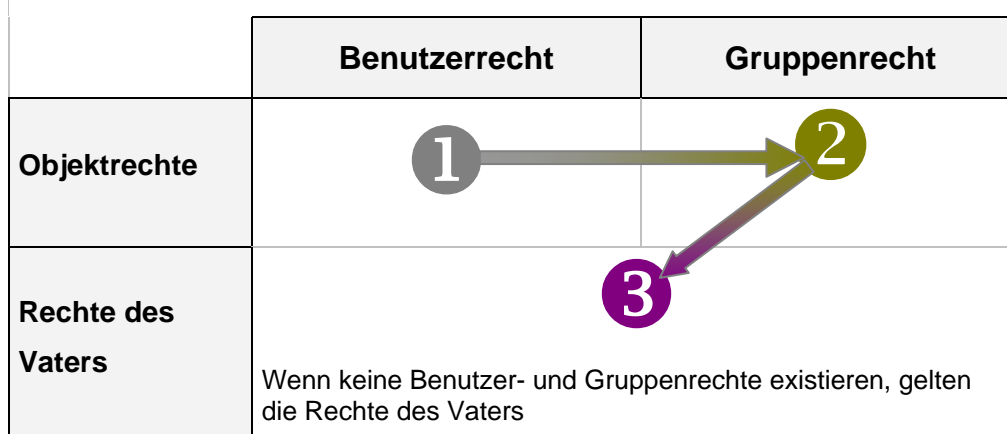 Benutzerrecht Gruppenrecht
Objektrechte
1 2
3
Rechte des
Vaters
Wenn keine Benutzer- und Gruppenrechte existieren, gelten
die Rechte des Vaters